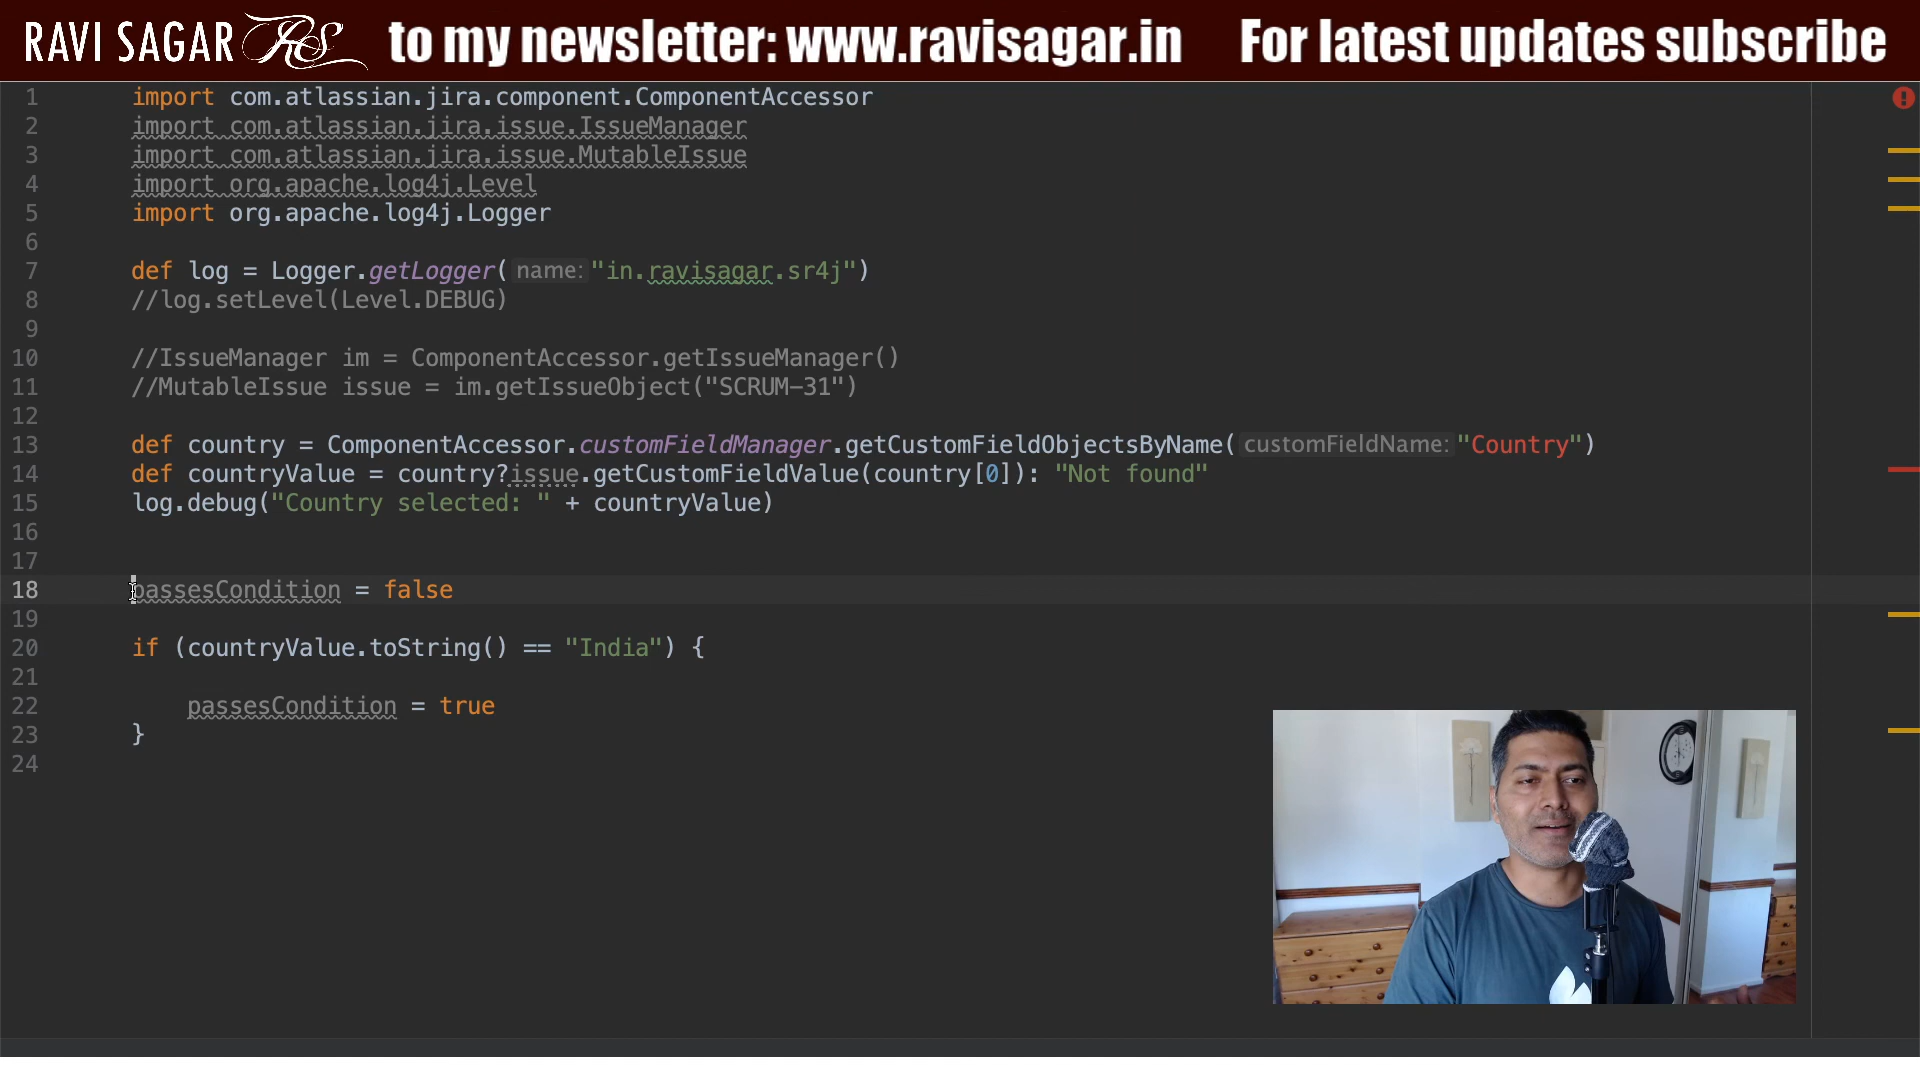 RAVI SAGAR RS to my newsletter: www.ravisagar.in For latest updates subscribe
1 import com.atlassian.jira.component.ComponentAccessor
2 import com.atlassian.jira.issue.IssueManager
3 import com.atlassian.jira.issue.MutableIssue
4 import org.apache.log4j.Level
5 import org.apache.log4j.Logger
6
7 def log = Logger.getLogger( name: "in.ravisagar.sr4j")
8 //log.setLevel(Level.DEBUG)
9
10 //IssueManager im = ComponentAccessor.getIssueManager()
11 //MutableIssue issue = im.getIssueObject("SCRUM-31")
12
13 def country = ComponentAccessor.customFieldManager.getCustomFieldObjectsByName( customFieldName: "Country")
14 def countryValue = country?issue.getCustomFieldValue(country[0]): "Not found"
15 log.debug("Country selected: " + countryValue)
16
17
18 passesCondition = false
19
20 if (countryValue.toString() == "India") {
21
22 passesCondition = true
23 }
24